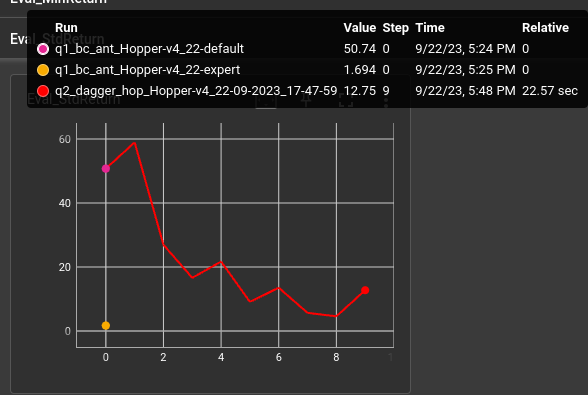 Eval_MinReturn
Run Value Step Time Relative
Eval_StdReturn
q1_bc_ant_Hopper-v4_22-default 50.74 0 9/22/23, 5:24 PM 0
q1_bc_ant_Hopper-v4_22-expert 1.694 0 9/22/23, 5:25 PM 0
q2_dagger_hop_Hopper-v4_22-09-2023_17-47-59 12.75 9 9/22/23, 5:48 PM 22.57 sec
Eval_StdReturn
60
40
20
0
0 2 4 6 8 1